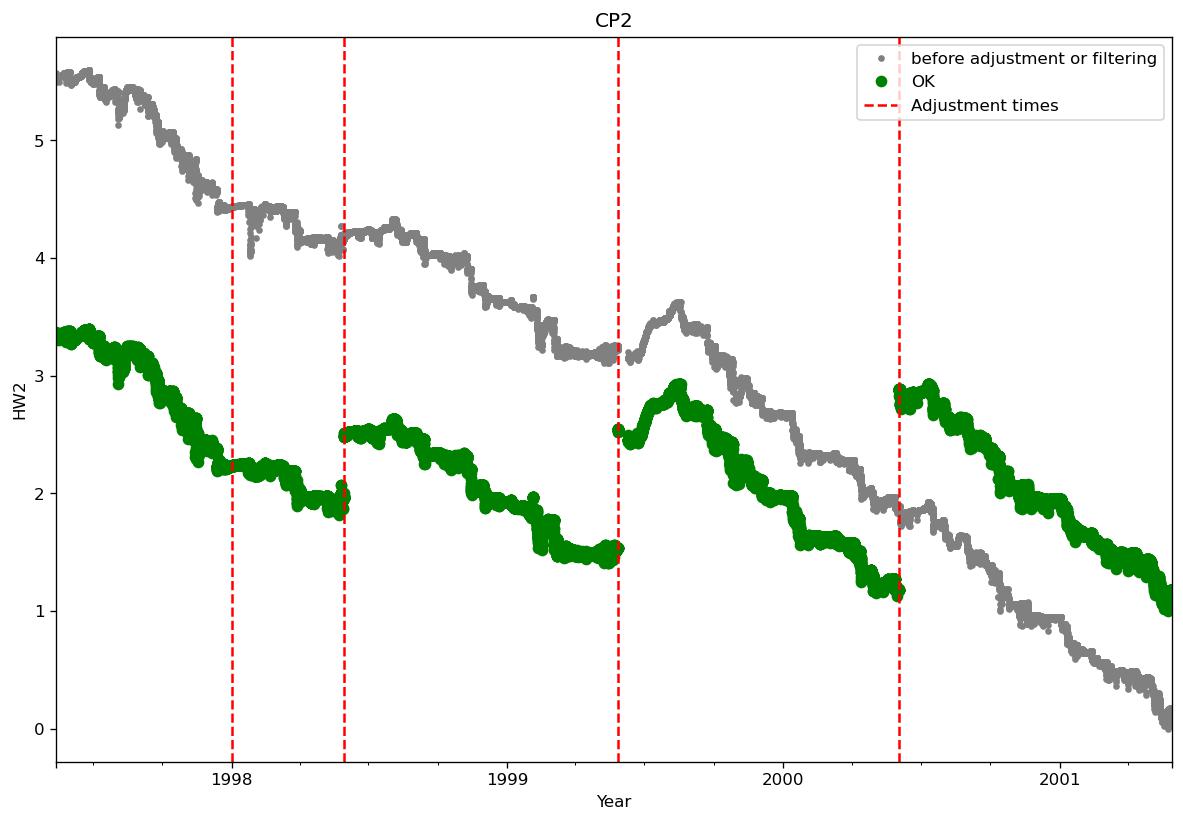 CP2
before adjustment or filtering
OK
Adjustment times
HW2
5
4
3
2
1
0
1998
1999
2000
2001
Year